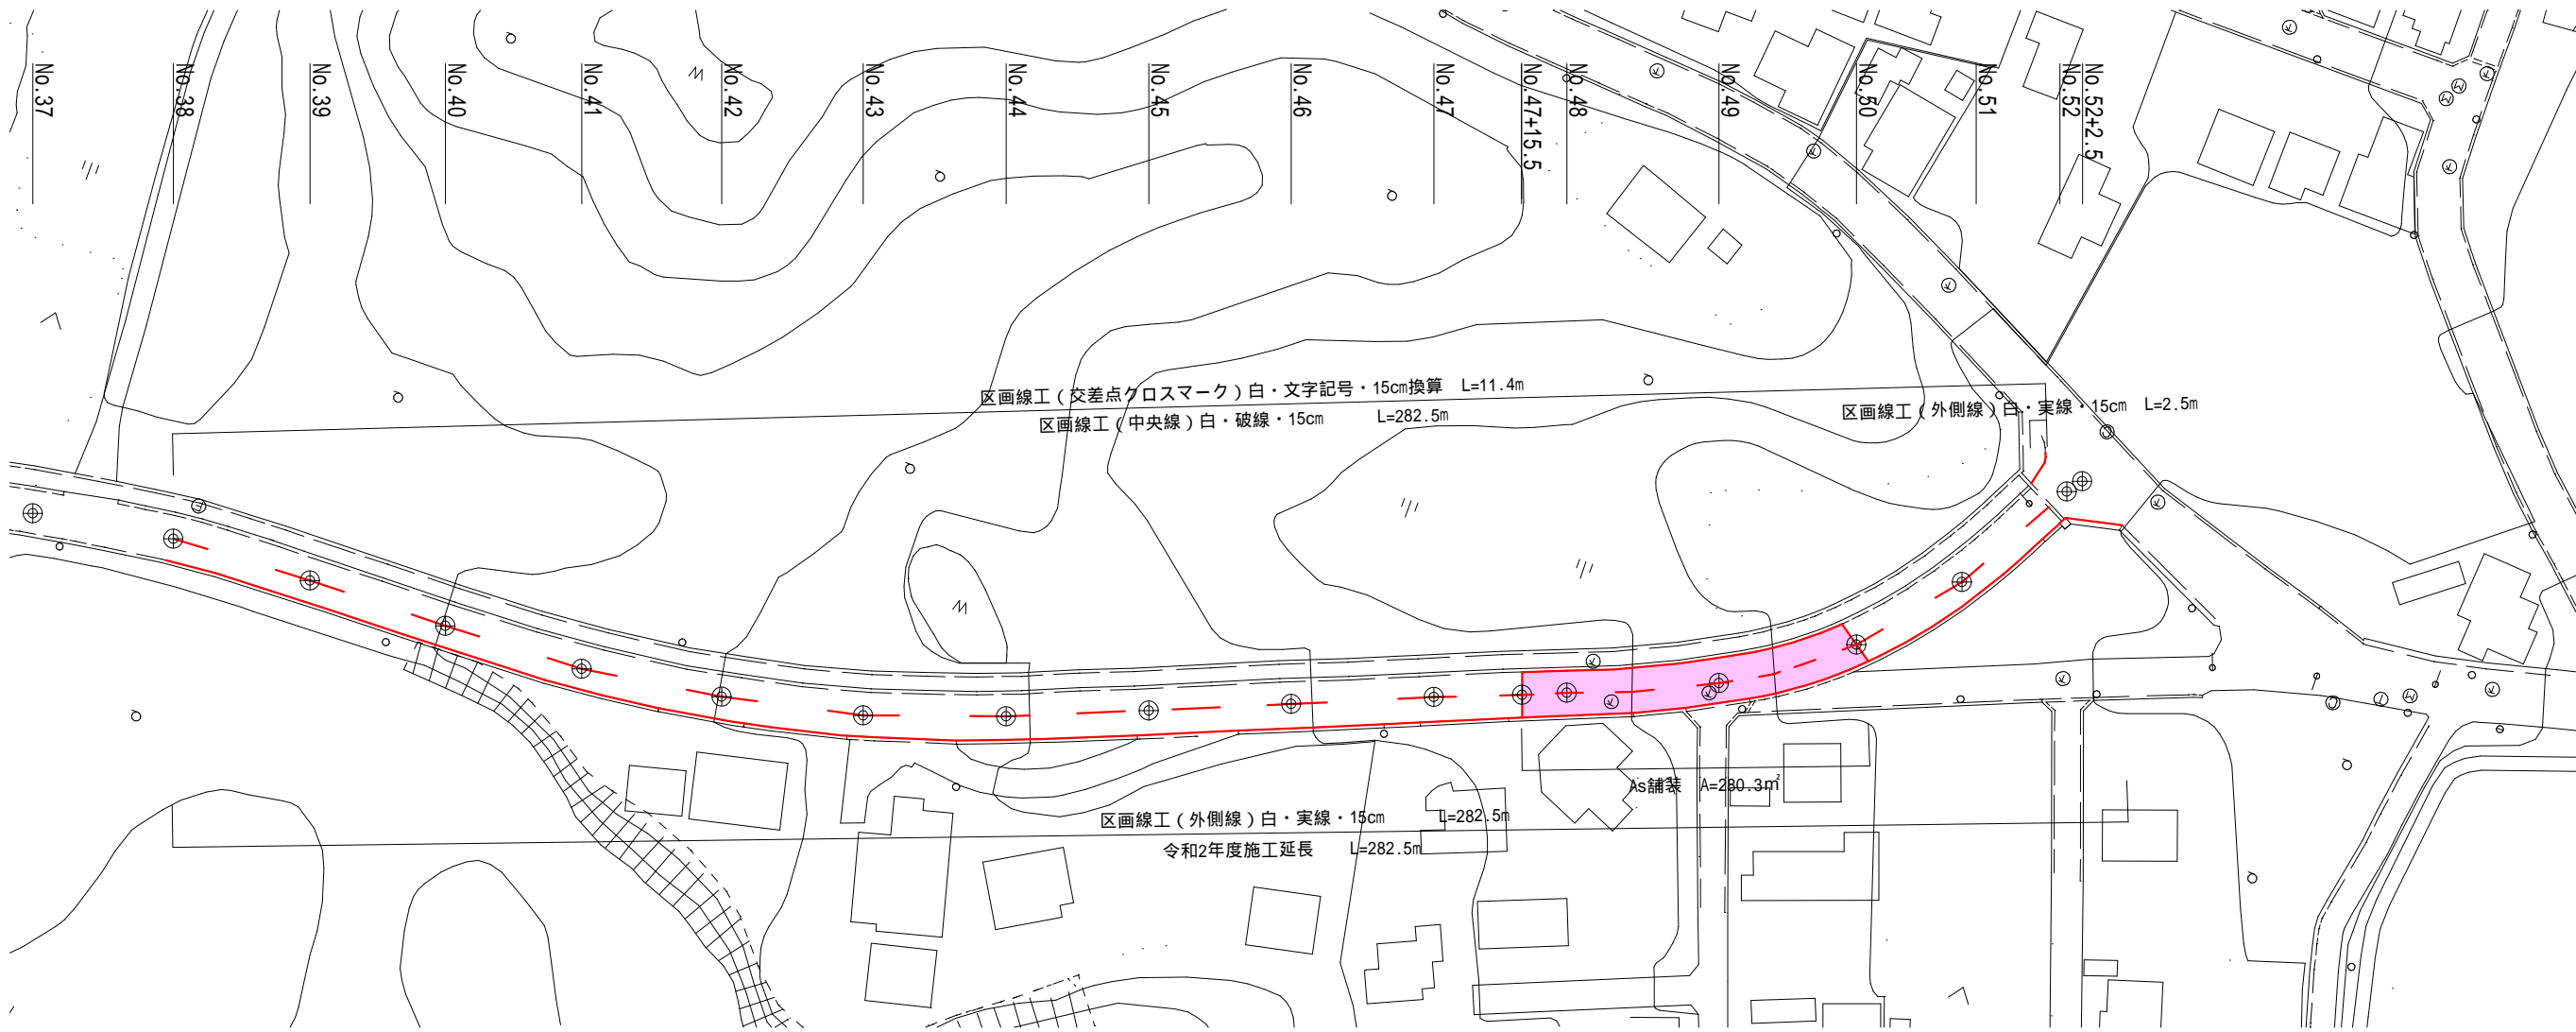 No.37
No.38
No.39
No.40
No.41
No.42
No.43
No.44
No.45
No.46
No.47
No.47+15.5
No.48
No.49
No.50
No.51
No.52
No.52+2.5
区画線工（交差点クロスマーク）白・文字記号・15cm換算 L=11.4m
区画線工（中央線）白・破線・15cm L=282.5m
区画線工（外側線）白・実線・15cm L=2.5m
As舗装 A=280.3㎡
区画線工（外側線）白・実線・15cm L=282.5m
令和2年度施工延長 L=282.5m